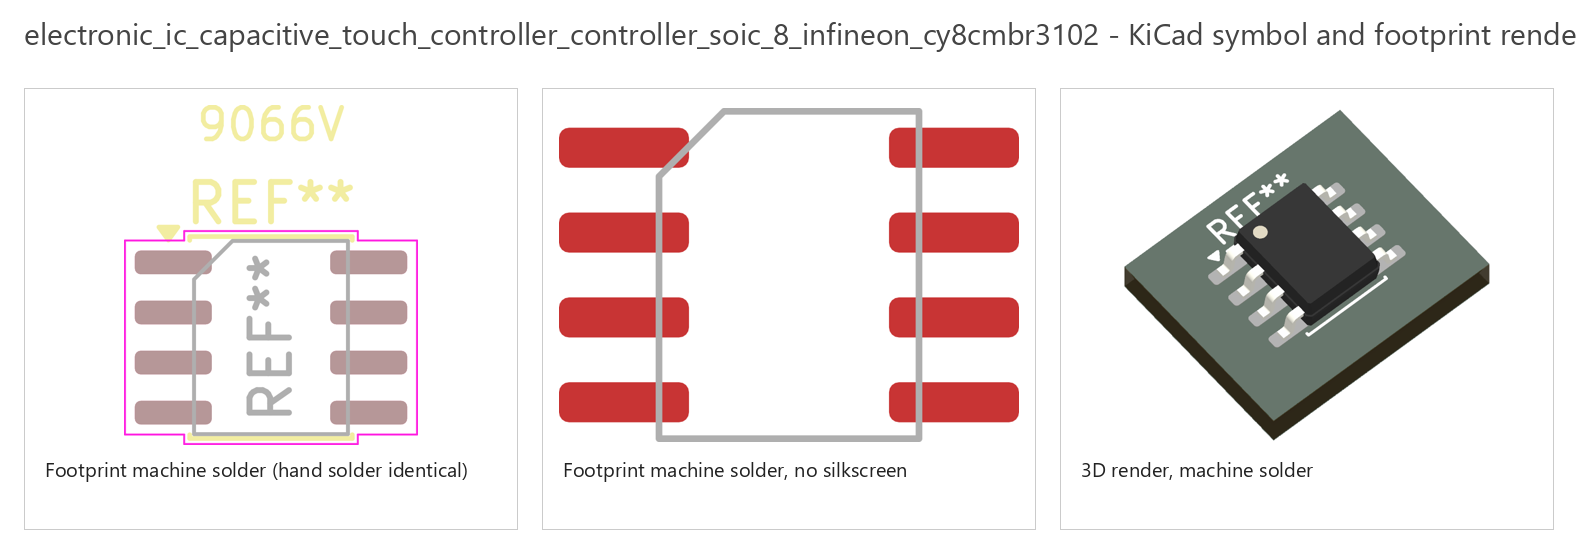 electronic_ic_capacitive_touch_controller_controller_soic_8_infineon_cy8cmbr3102 - KiCad symbol and footprint rende
9066V
REF**
REF**
Footprint machine solder (hand solder identical)
Footprint machine solder, no silkscreen
REF**
3D render, machine solder